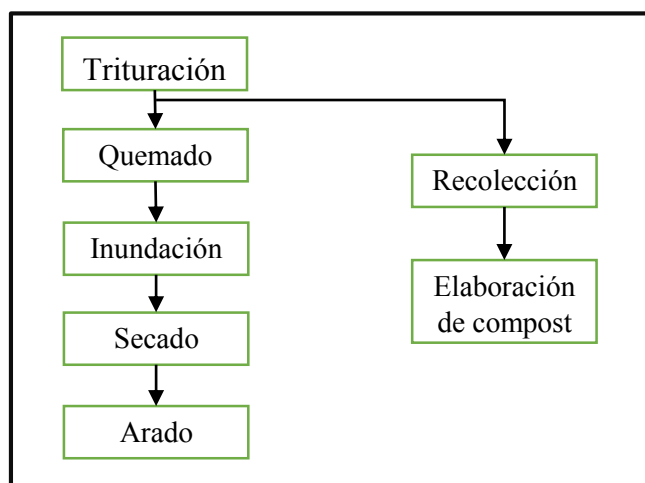 Trituración
Quemado
Recolección
Inundación
Elaboración
de compost
Secado
Arado